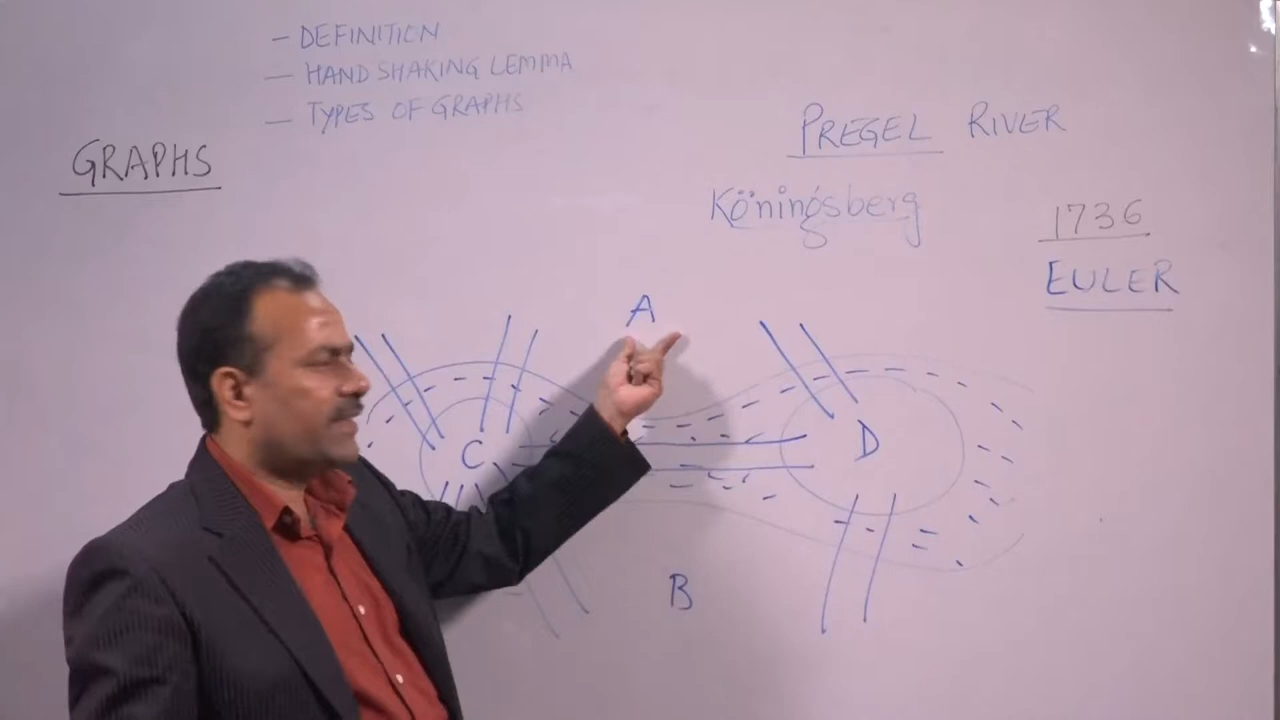 - DEFINITION
- HAND SHAKING LEMMA
- TYPES OF GRAPHS
GRAPHS
PREGEL RIVER
Köningsberg
1736
EULER
A
C
D
B